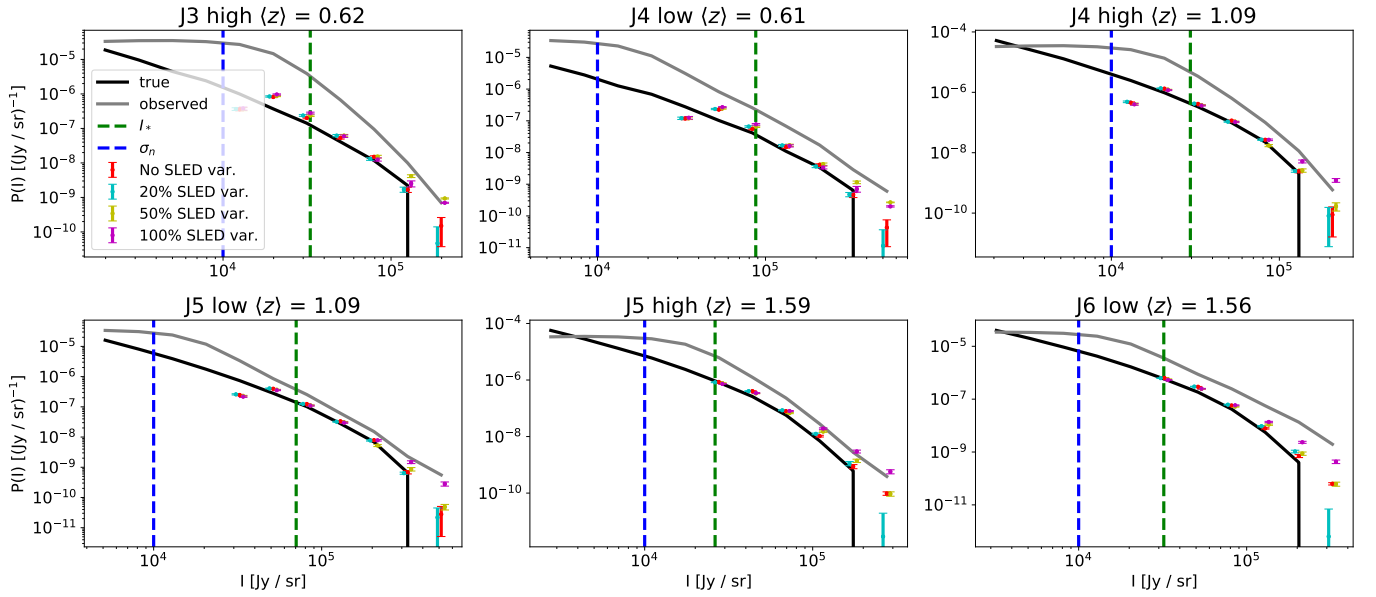 J3 high ⟨z⟩ = 0.62
J4 low ⟨z⟩ = 0.61
J4 high ⟨z⟩ = 1.09
P(I) [(Jy / sr)⁻¹]
10⁻⁵
10⁻⁶
10⁻⁷
10⁻⁸
10⁻⁹
10⁻¹⁰
true
observed
I*
σₙ
No SLED var.
20% SLED var.
50% SLED var.
100% SLED var.
10⁴
10⁵
10⁻⁵
10⁻⁶
10⁻⁷
10⁻⁸
10⁻⁹
10⁻¹⁰
10⁻¹¹
10⁴
10⁵
10⁻⁴
10⁻⁶
10⁻⁸
10⁻¹⁰
10⁴
10⁵
J5 low ⟨z⟩ = 1.09
J5 high ⟨z⟩ = 1.59
J6 low ⟨z⟩ = 1.56
P(I) [(Jy / sr)⁻¹]
10⁻⁵
10⁻⁶
10⁻⁷
10⁻⁸
10⁻⁹
10⁻¹⁰
10⁻¹¹
10⁴
10⁵
I [Jy / sr]
10⁻⁴
10⁻⁶
10⁻⁸
10⁻¹⁰
10⁴
10⁵
I [Jy / sr]
10⁻⁵
10⁻⁷
10⁻⁹
10⁻¹¹
10⁴
10⁵
I [Jy / sr]